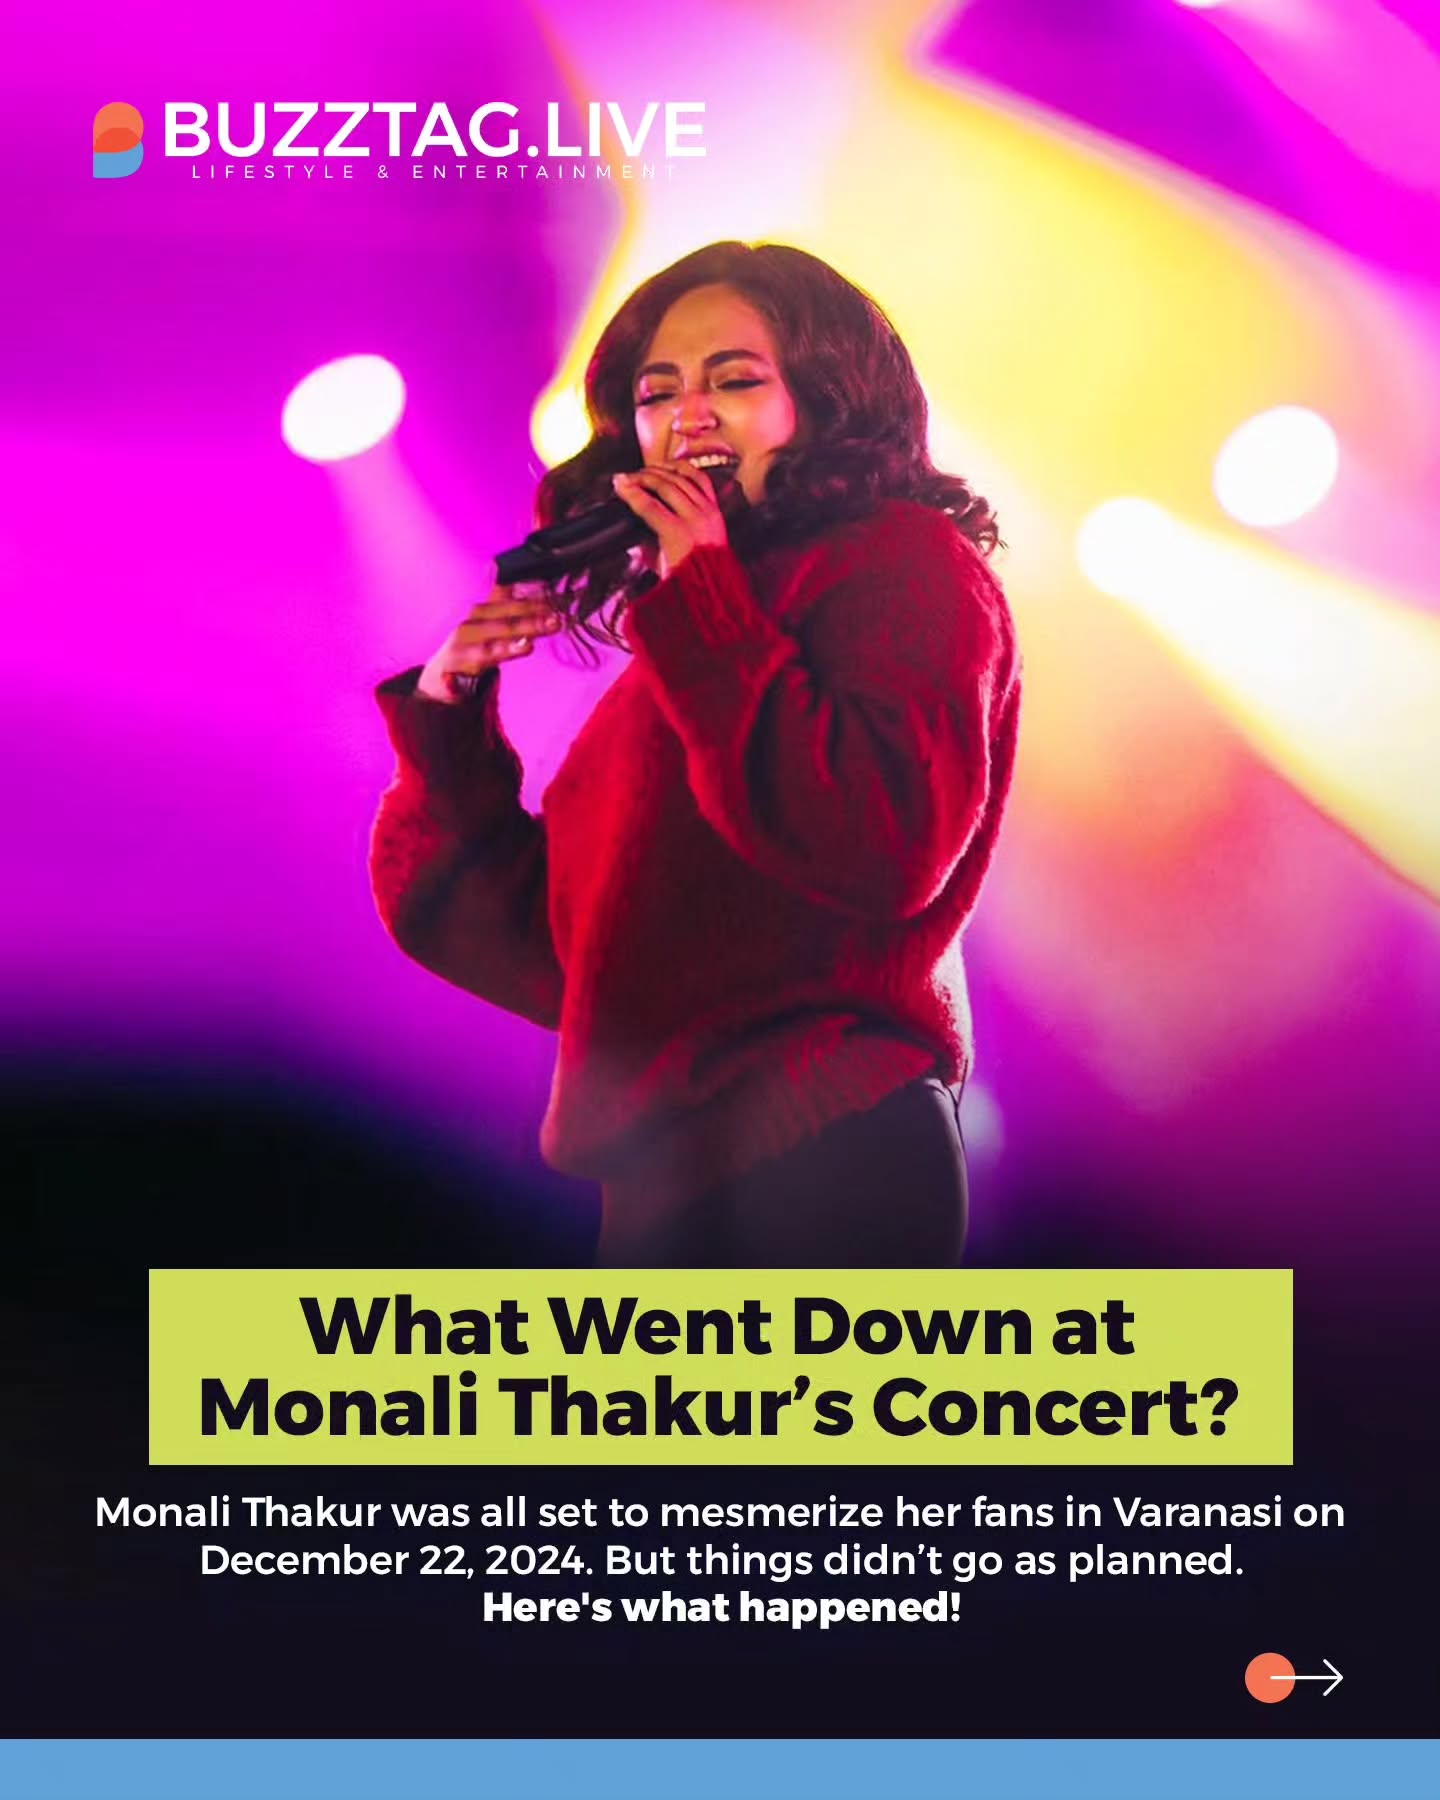 BUZZTAG.LIVE
LIFESTYLE & ENTERTAINMENT
What Went Down at
Monali Thakur’s Concert?
Monali Thakur was all set to mesmerize her fans in Varanasi on
December 22, 2024. But things didn’t go as planned.
Here's what happened!